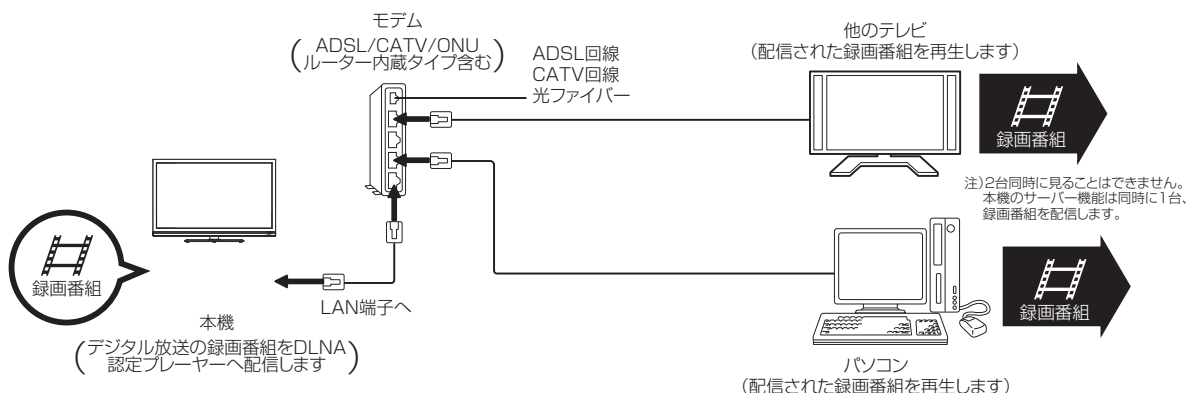 モデム
(ADSL/CATV/ONU
ルーター内蔵タイプ含む)
ADSL回線
CATV回線
光ファイバー
他のテレビ
(配信された録画番組を再生します)
録画番組
注)2台同時に見ることはできません。
本機のサーバー機能は同時に1台、
録画番組を配信します。
録画番組
LAN端子へ
本機
(デジタル放送の録画番組をDLNA
認定プレーヤーへ配信します)
録画番組
パソコン
(配信された録画番組を再生します)